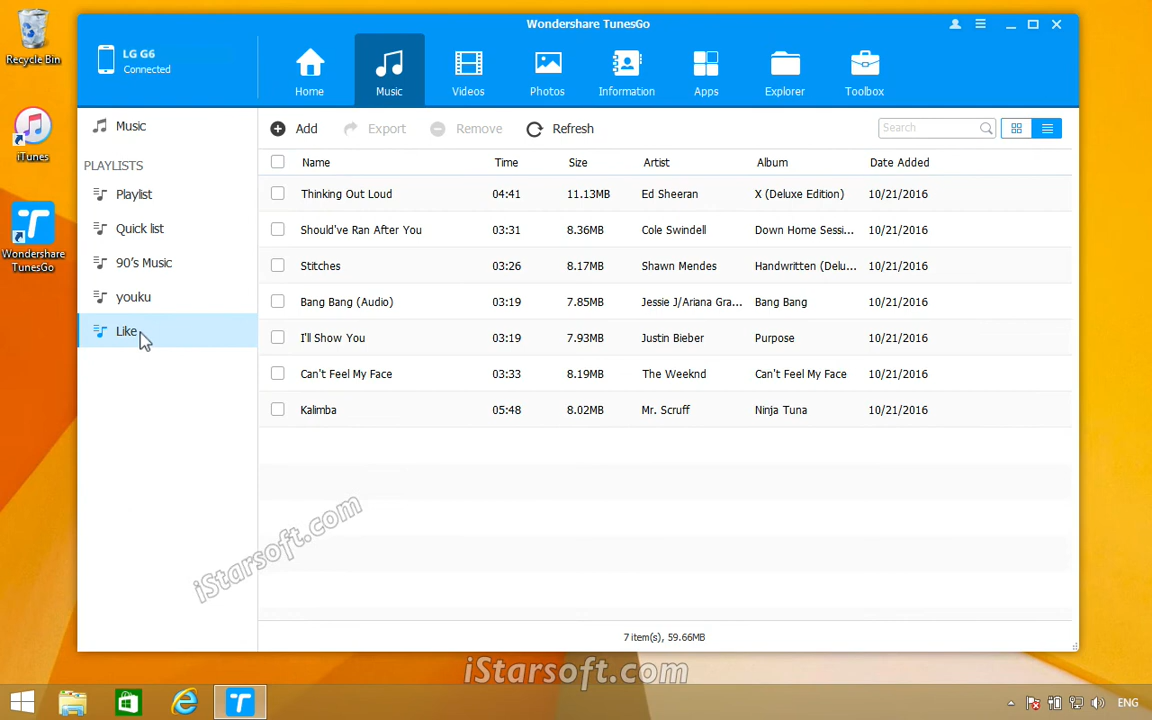 Recycle Bin
iTunes
Wondershare
TunesGo
Wondershare TunesGo
LG G6
Connected
Home
Music
Videos
Photos
Information
Apps
Explorer
Toolbox
Music
PLAYLISTS
Playlist
Quick list
90's Music
youku
Like
Add
Export
Remove
Refresh
Search
Name Time Size Artist Album Date Added
Thinking Out Loud 04:41 11.13MB Ed Sheeran X (Deluxe Edition) 10/21/2016
Should've Ran After You 03:31 8.36MB Cole Swindell Down Home Sessi... 10/21/2016
Stitches 03:26 8.17MB Shawn Mendes Handwritten (Delu... 10/21/2016
Bang Bang (Audio) 03:19 7.85MB Jessie J/Ariana Gra... Bang Bang 10/21/2016
I'll Show You 03:19 7.93MB Justin Bieber Purpose 10/21/2016
Can't Feel My Face 03:33 8.19MB The Weeknd Can't Feel My Face 10/21/2016
Kalimba 05:48 8.02MB Mr. Scruff Ninja Tuna 10/21/2016
iStarsoft.com
7 item(s), 59.66MB
iStarsoft.com
ENG